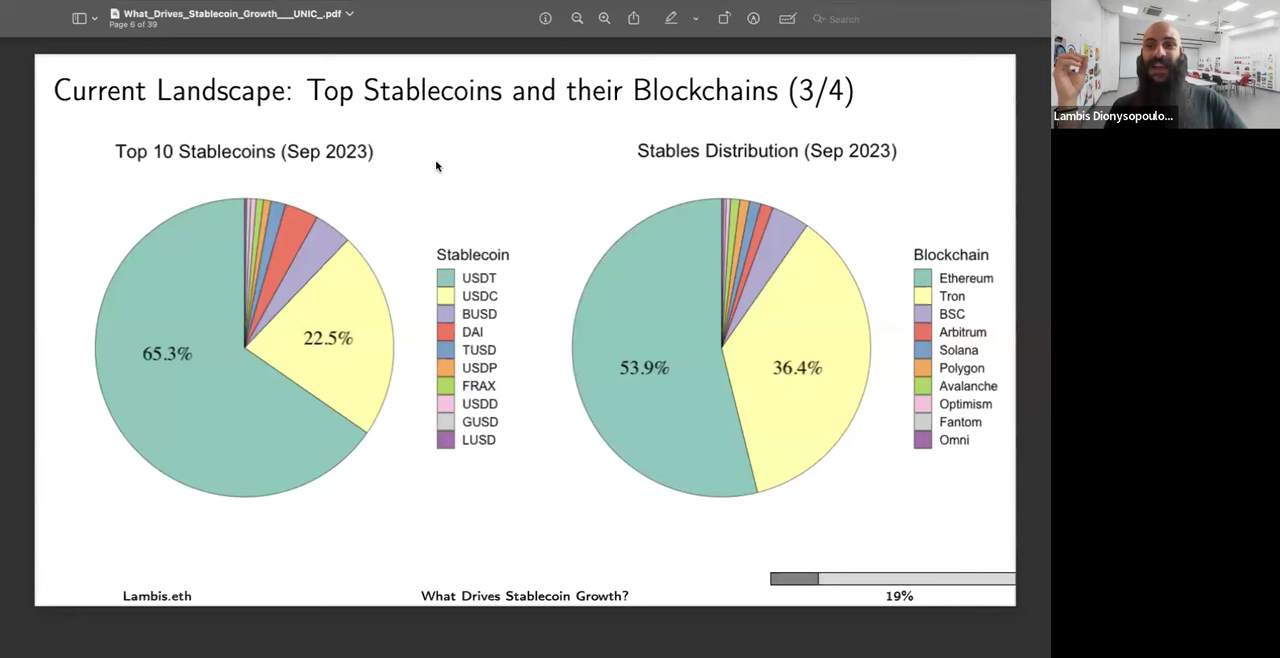 What_Drives_Stablecoin_Growth___UNIC_.pdf
Page 6 of 39
Search
Lambis Dionysopoulo...
Current Landscape: Top Stablecoins and their Blockchains (3/4)
Top 10 Stablecoins (Sep 2023)
65.3%
22.5%
Stablecoin
USDT
USDC
BUSD
DAI
TUSD
USDP
FRAX
USDD
GUSD
LUSD
Stables Distribution (Sep 2023)
53.9%
36.4%
Blockchain
Ethereum
Tron
BSC
Arbitrum
Solana
Polygon
Avalanche
Optimism
Fantom
Omni
Lambis.eth
What Drives Stablecoin Growth?
19%